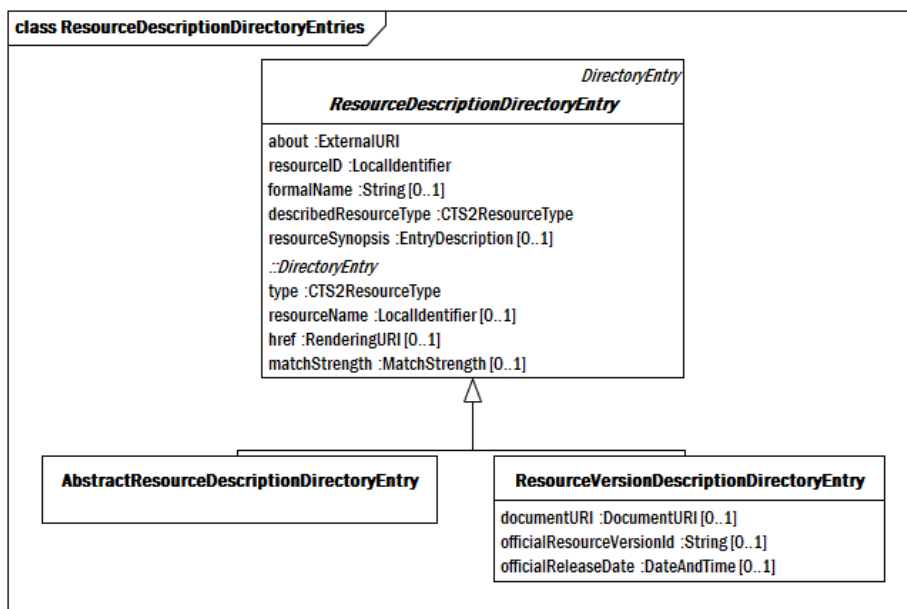 class ResourceDescriptionDirectoryEntries
DirectoryEntry
ResourceDescriptionDirectoryEntry
about :ExternalURI
resourceID :LocalIdentifier
formalName :String [0..1]
describedResourceType :CTS2ResourceType
resourceSynopsis :EntryDescription [0..1]
::DirectoryEntry
type :CTS2ResourceType
resourceName :LocalIdentifier [0..1]
href :RenderingURI [0..1]
matchStrength :MatchStrength [0..1]
AbstractResourceDescriptionDirectoryEntry
ResourceVersionDescriptionDirectoryEntry
documentURI :DocumentURI [0..1]
officialResourceVersionId :String [0..1]
officialReleaseDate :DateAndTime [0..1]